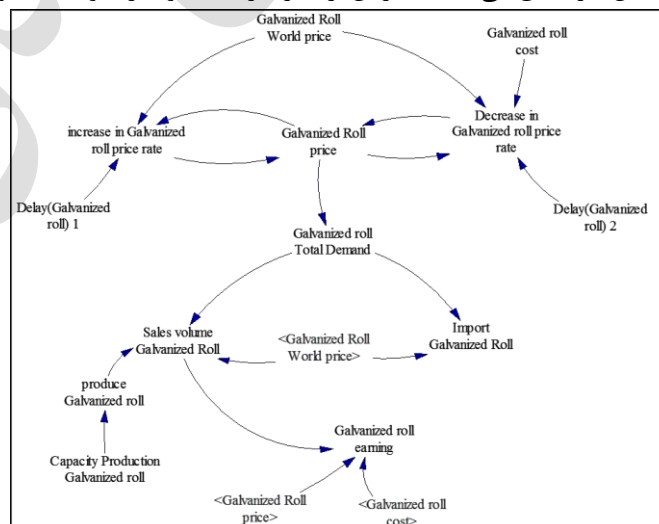 Galvanized Roll
World price
Galvanized roll
cost
increase in Galvanized
roll price rate
Galvanized Roll
price
Decrease in
Galvanized roll price
rate
Delay(Galvanized
roll) 1
Delay(Galvanized
roll) 2
Galvanized roll
Total Demand
Sales volume
Galvanized Roll
<Galvanized Roll
World price>
Import
Galvanized Roll
produce
Galvanized roll
Galvanized roll
earning
Capacity Production
Galvanized roll
<Galvanized Roll
price>
<Galvanized roll
cost>